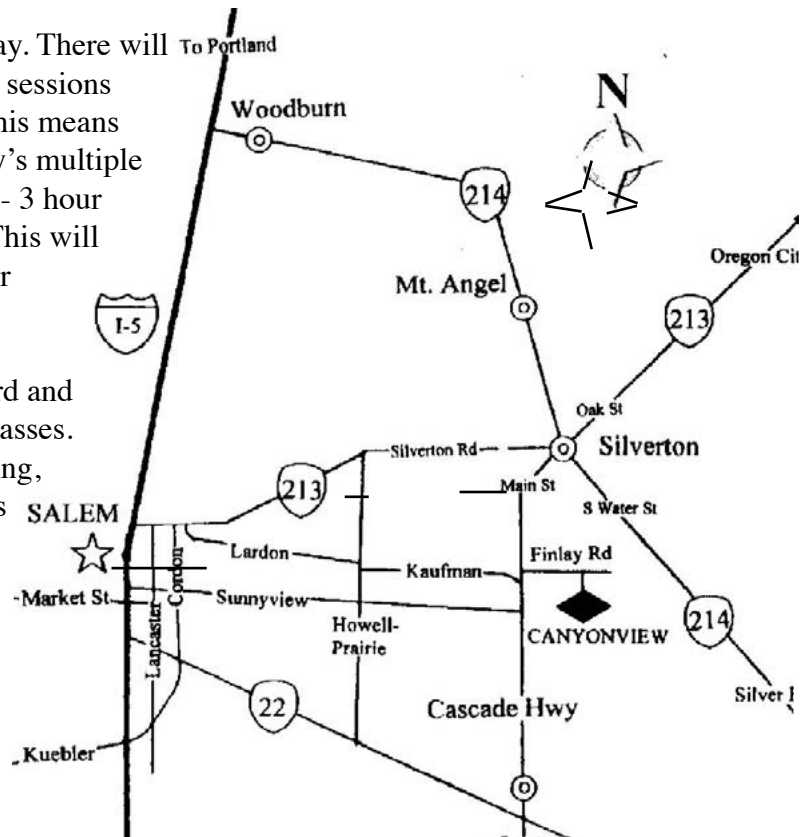 ay. There will
sessions
his means
y's multiple
- 3 hour
This will
r
rd and
asses.
ng,
s
To Portland
N
Woodburn
214
Mt. Angel
Oregon Cit
213
I-5
Oak St
Silverton Rd
Silverton
213
Main St
S Water St
SALEM
Lardon
Cordon
Kaufman
Finlay Rd
-Market St.
Lancaster
Sunnyview
Howell-
Prairie
CANYONVIEW
214
22
Cascade Hwy
Silver
Kuebler